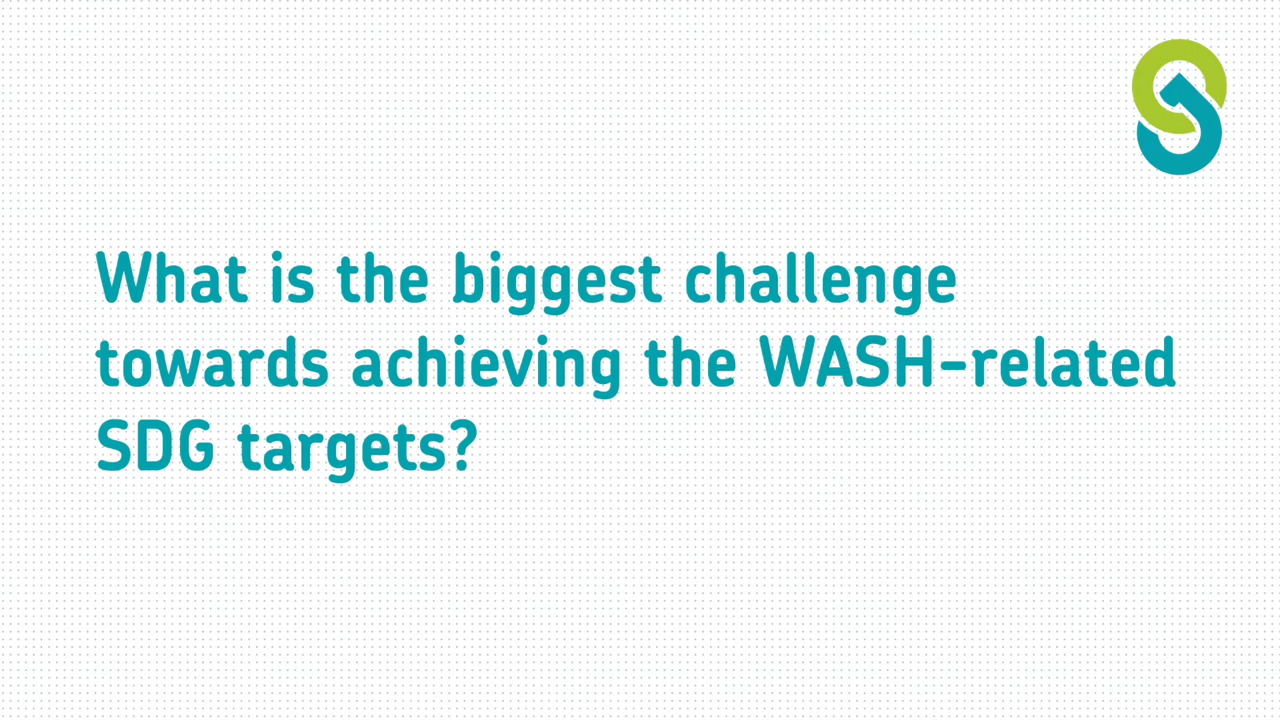 What is the biggest challenge
towards achieving the WASH-related
SDG targets?